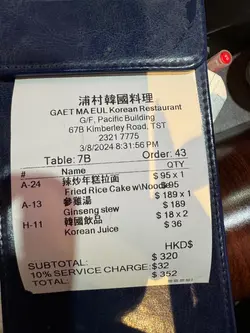 浦村韓國料理
GAET MA EUL Korean Restaurant
G/F, Pacific Building
67B Kimberley Road, TST
2321 7775
3/8/2024 8:31:56 PM
Table: 7B Order: 43
# Name QTY
A-24 辣炒年糕拉面 $ 95 x 1
Fried Rice Cake w\Noodle $ 95
A-13 參雞湯 $ 189 x 1
Ginseng stew $ 189
H-11 韓國飲品 $ 18 x 2
Korean Juice $ 36
HKD$
SUBTOTAL: $ 320
10% SERVICE CHARGE: $ 32
TOTAL: $ 352